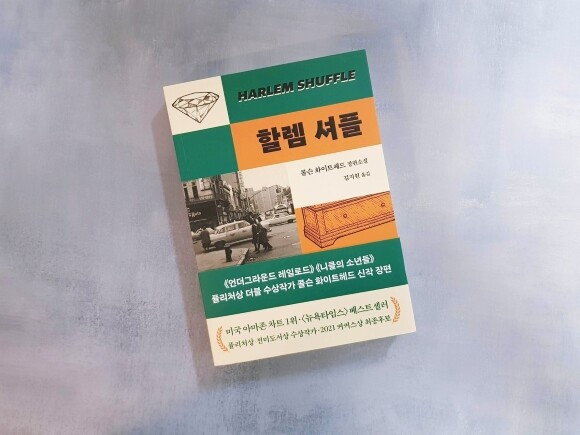 HARLEM SHUFFLE
할렘 셔플
콜슨 화이트헤드 장편소설
김지원 옮김
《언더그라운드 레일로드》《니클의 소년들》
퓰리처상 더블 수상작가 콜슨 화이트헤드 신작 장편
미국 아마존 차트 1위·〈뉴욕타임스〉 베스트셀러
퓰리처상·전미도서상 수상작가·2021 커커스상 최종후보